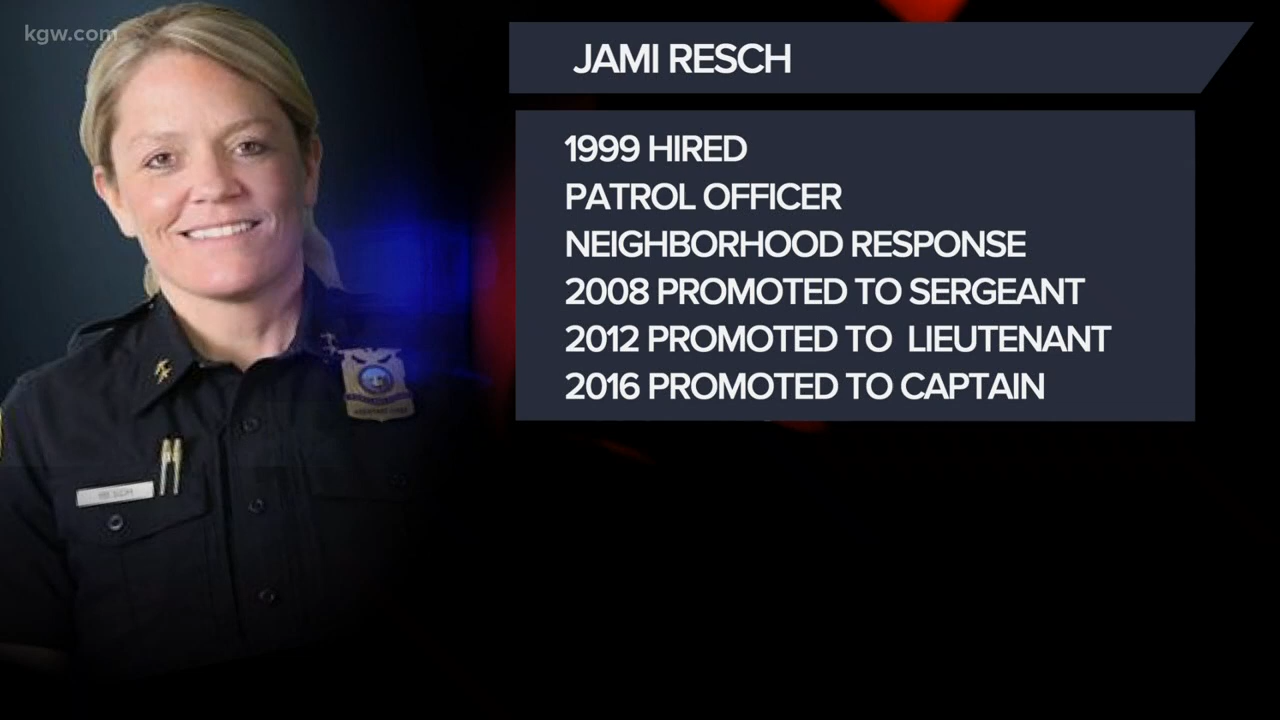 kgw.com
JAMI RESCH
1999 HIRED
PATROL OFFICER
NEIGHBORHOOD RESPONSE
2008 PROMOTED TO SERGEANT
2012 PROMOTED TO LIEUTENANT
2016 PROMOTED TO CAPTAIN